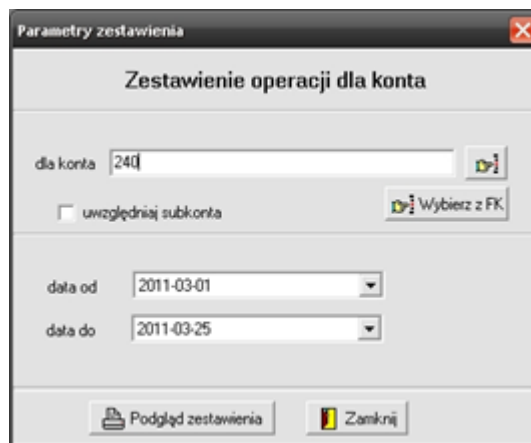 Parametry zestawienia
Zestawienie operacji dla konta
dla konta 240
Wybierz z FK
uwzględniaj subkonta
data od 2011-03-01
data do 2011-03-25
Podgląd zestawienia Zamknij